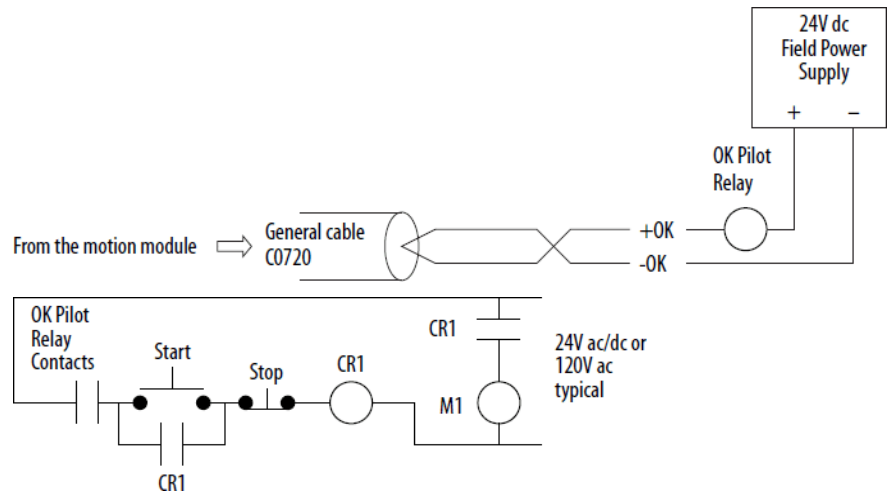 24V dc
Field Power
Supply
+ –
OK Pilot
Relay
From the motion module
General cable
C0720
+OK
-OK
OK Pilot
Relay
Contacts
Start
Stop
CR1
CR1
M1
24V ac/dc or
120V ac
typical
CR1